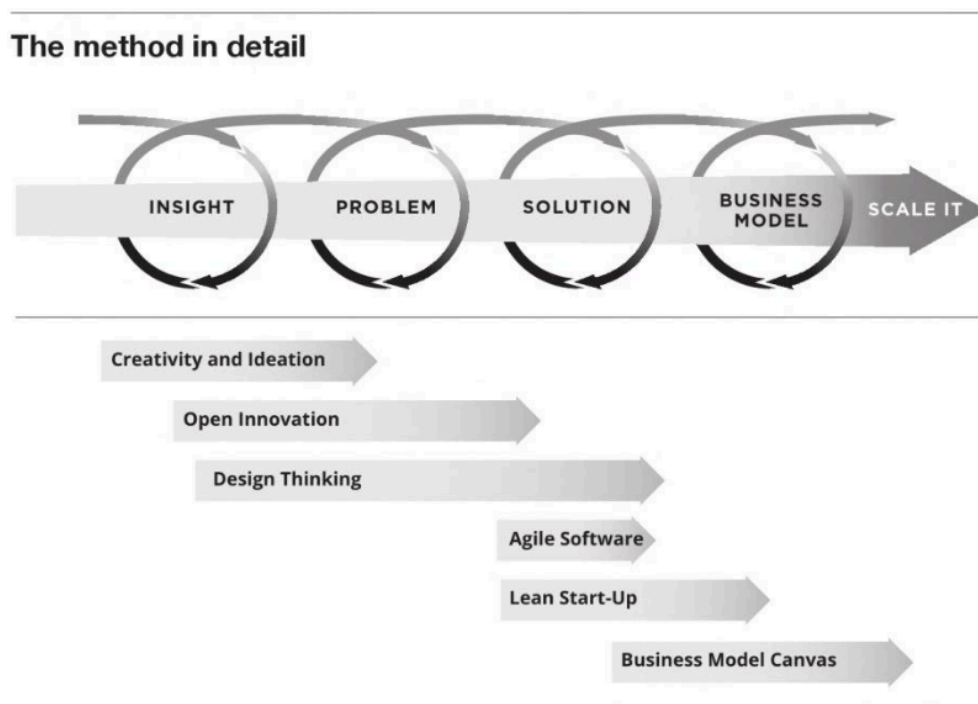 The method in detail
INSIGHT
PROBLEM
SOLUTION
BUSINESS
MODEL
SCALE IT
Creativity and Ideation
Open Innovation
Design Thinking
Agile Software
Lean Start-Up
Business Model Canvas